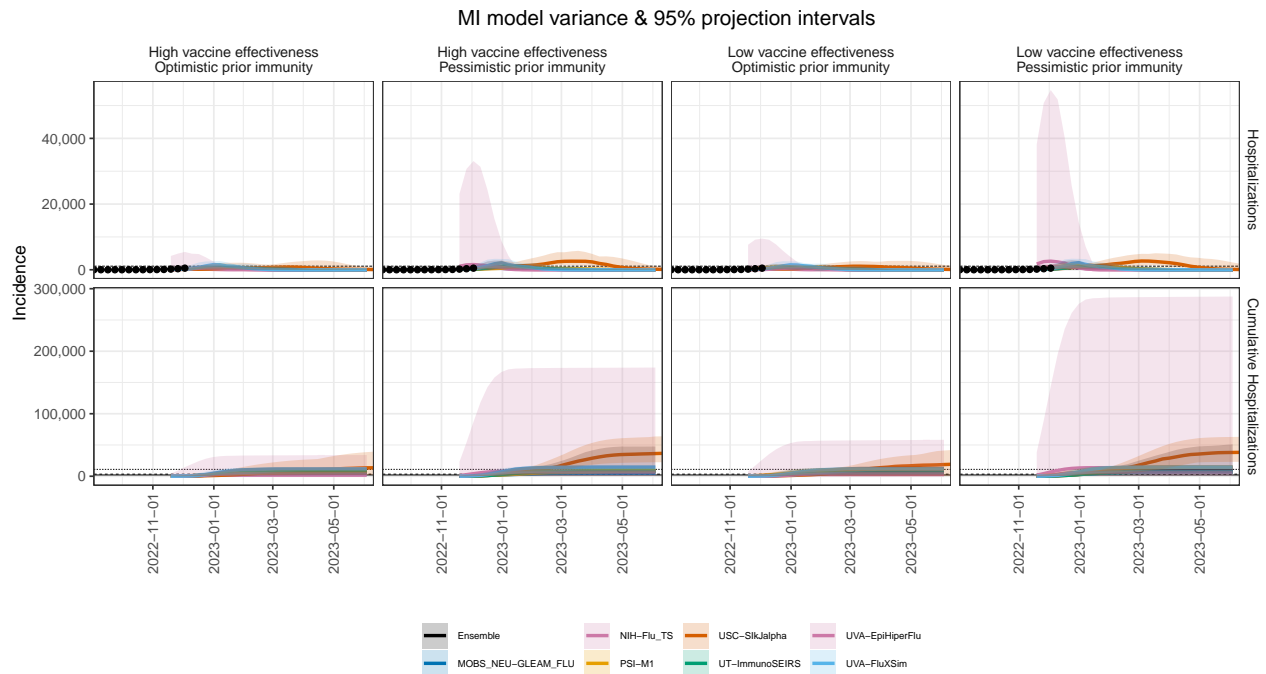 MI model variance & 95% projection intervals
High vaccine effectiveness
Optimistic prior immunity
High vaccine effectiveness
Pessimistic prior immunity
Low vaccine effectiveness
Optimistic prior immunity
Low vaccine effectiveness
Pessimistic prior immunity
Incidence
40,000
20,000
0
Hospitalizations
300,000
200,000
100,000
0
Cumulative Hospitalizations
2022−11−01
2023−01−01
2023−03−01
2023−05−01
2022−11−01
2023−01−01
2023−03−01
2023−05−01
2022−11−01
2023−01−01
2023−03−01
2023−05−01
2022−11−01
2023−01−01
2023−03−01
2023−05−01
Ensemble
NIH−Flu_TS
USC−SIkJalpha
UVA−EpiHiperFlu
MOBS_NEU−GLEAM_FLU
PSI−M1
UT−ImmunoSEIRS
UVA−FluXSim